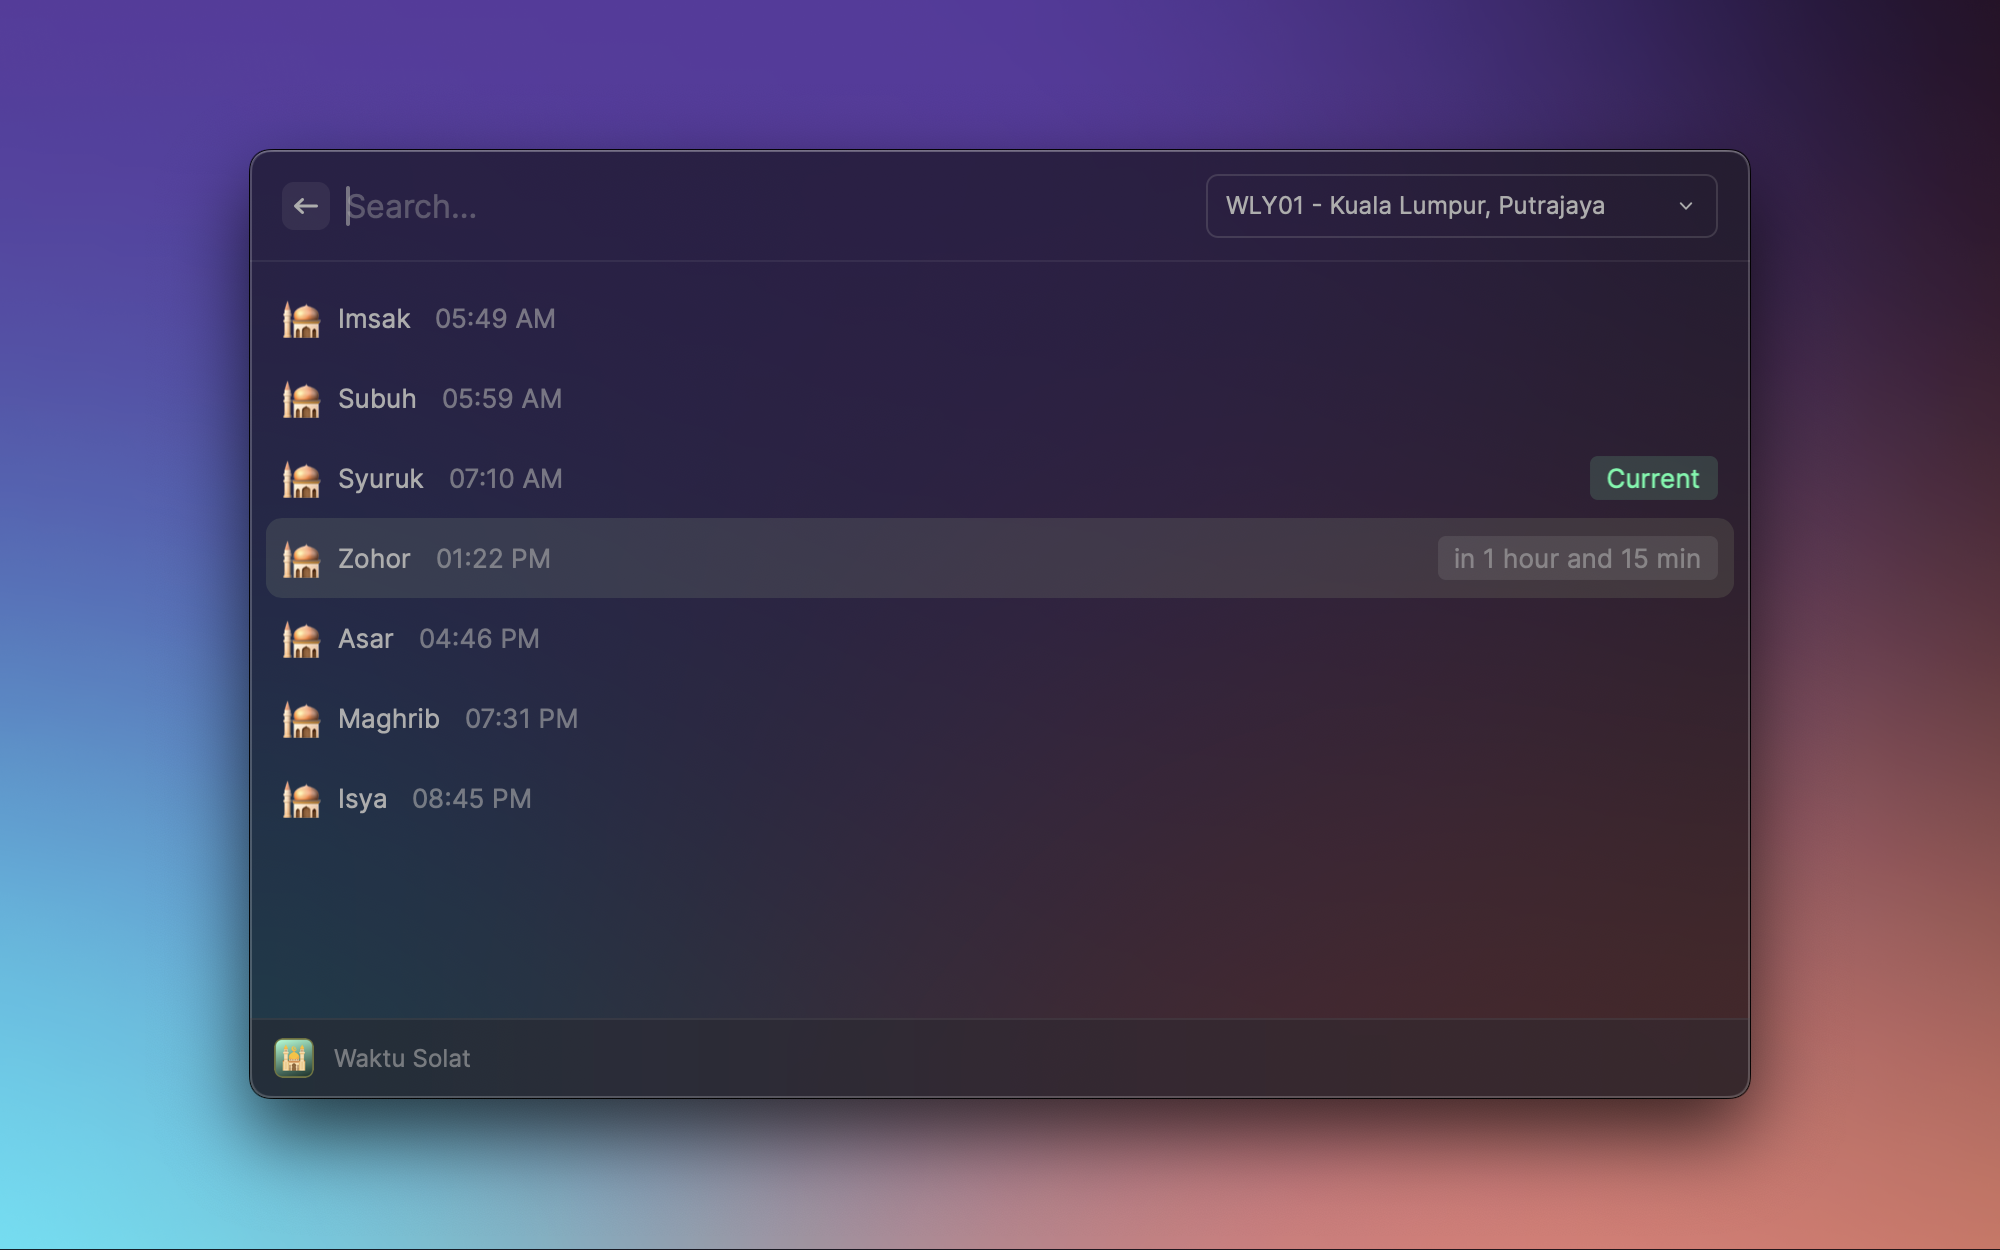 Search...
WLY01 - Kuala Lumpur, Putrajaya
Imsak 05:49 AM
Subuh 05:59 AM
Syuruk 07:10 AM Current
Zohor 01:22 PM in 1 hour and 15 min
Asar 04:46 PM
Maghrib 07:31 PM
Isya 08:45 PM
Waktu Solat